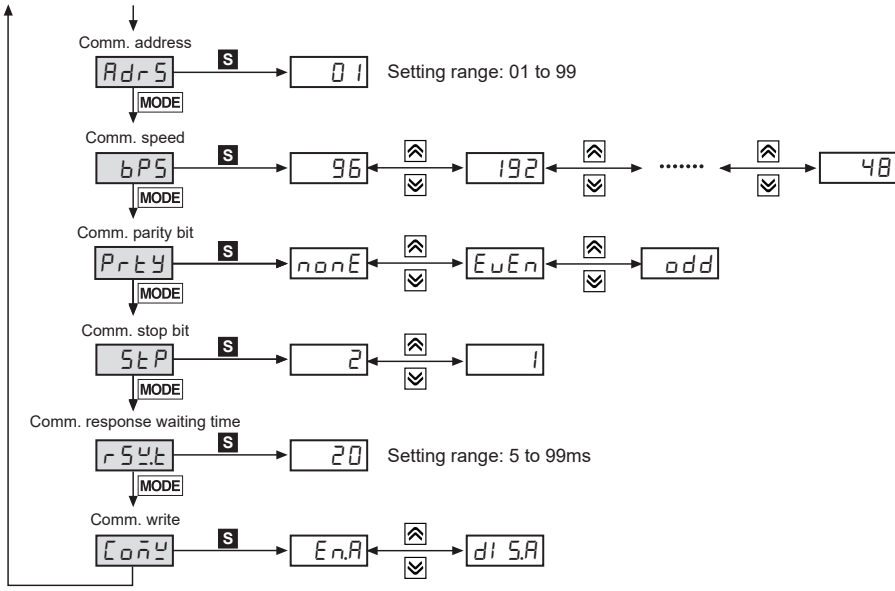 Comm. address
AdrS S 01 Setting range: 01 to 99
MODE
Comm. speed
bPS S 96 192 ....... 48
MODE
Comm. parity bit
PrtY S nonE EvEn odd
MODE
Comm. stop bit
StP S 2 1
MODE
Comm. response waiting time
rSW.t S 20 Setting range: 5 to 99ms
MODE
Comm. write
ComW S En.A dIS.A